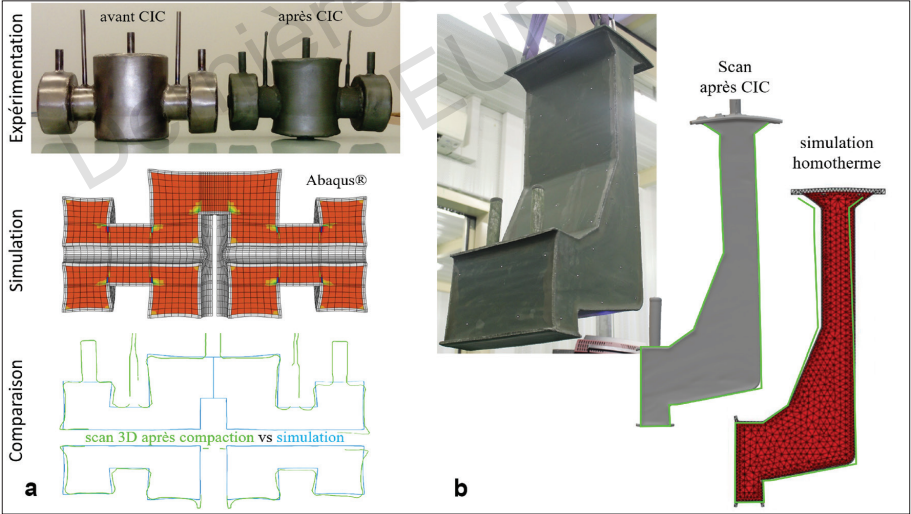 Expérimentation
avant CIC
après CIC
Simulation
Abaqus®
Comparaison
scan 3D après compaction vs simulation
a
Scan
après CIC
simulation
homotherme
b